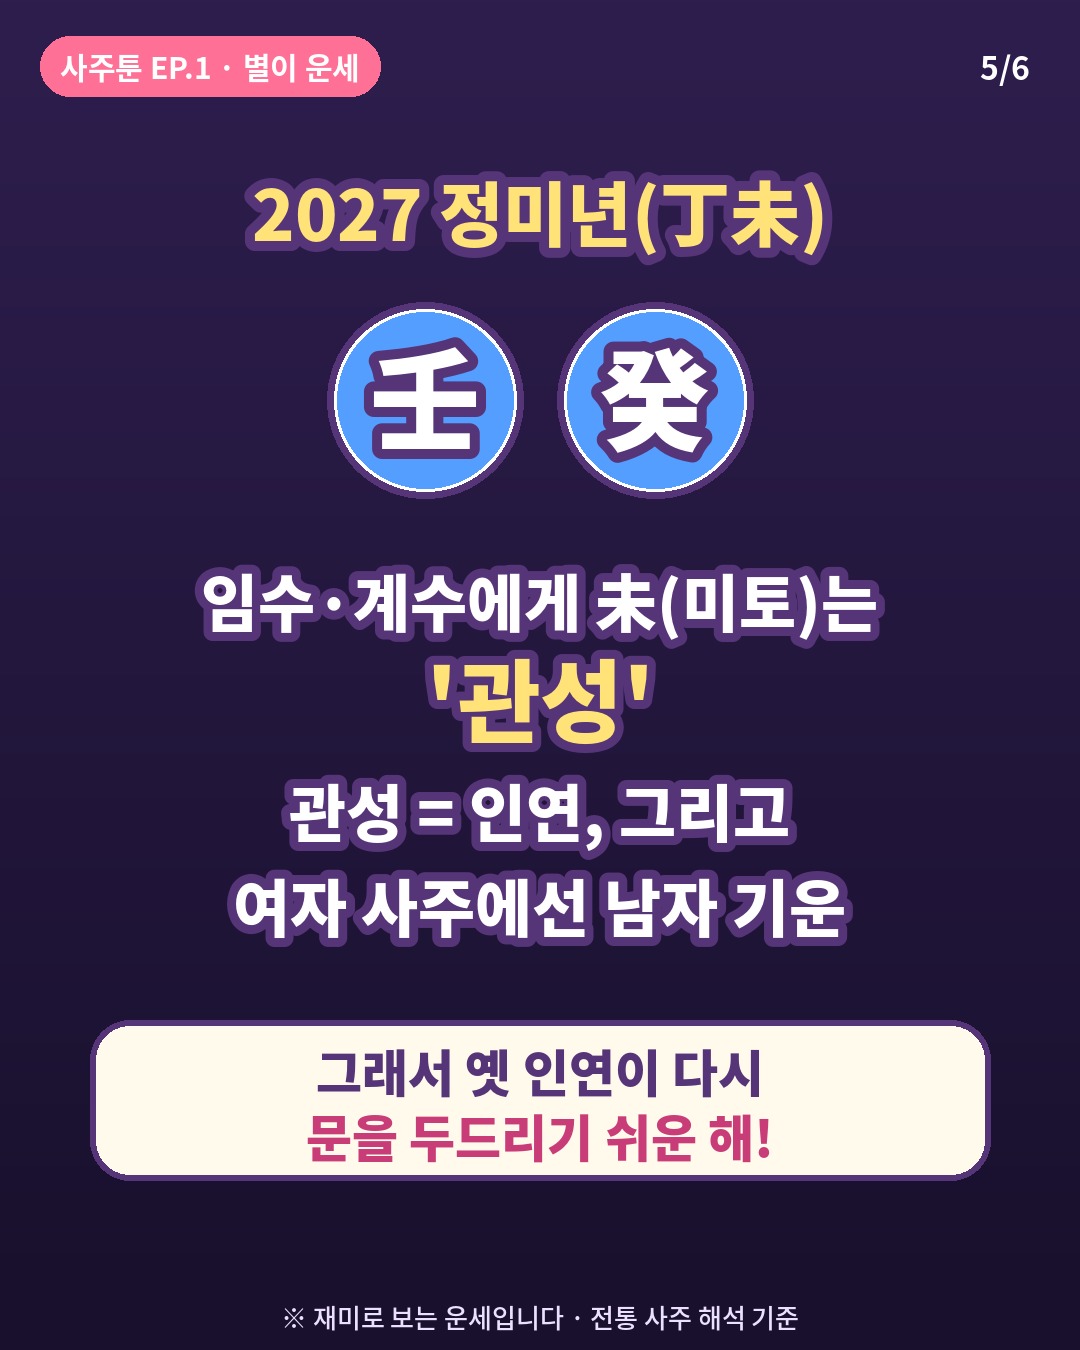 사주툰 EP.1 · 별이 운세
5/6
2027 정미년(丁未)
壬 癸
임수·계수에게 未(미토)는
'관성'
관성 = 인연, 그리고
여자 사주에선 남자 기운
그래서 옛 인연이 다시
문을 두드리기 쉬운 해!
※ 재미로 보는 운세입니다 · 전통 사주 해석 기준